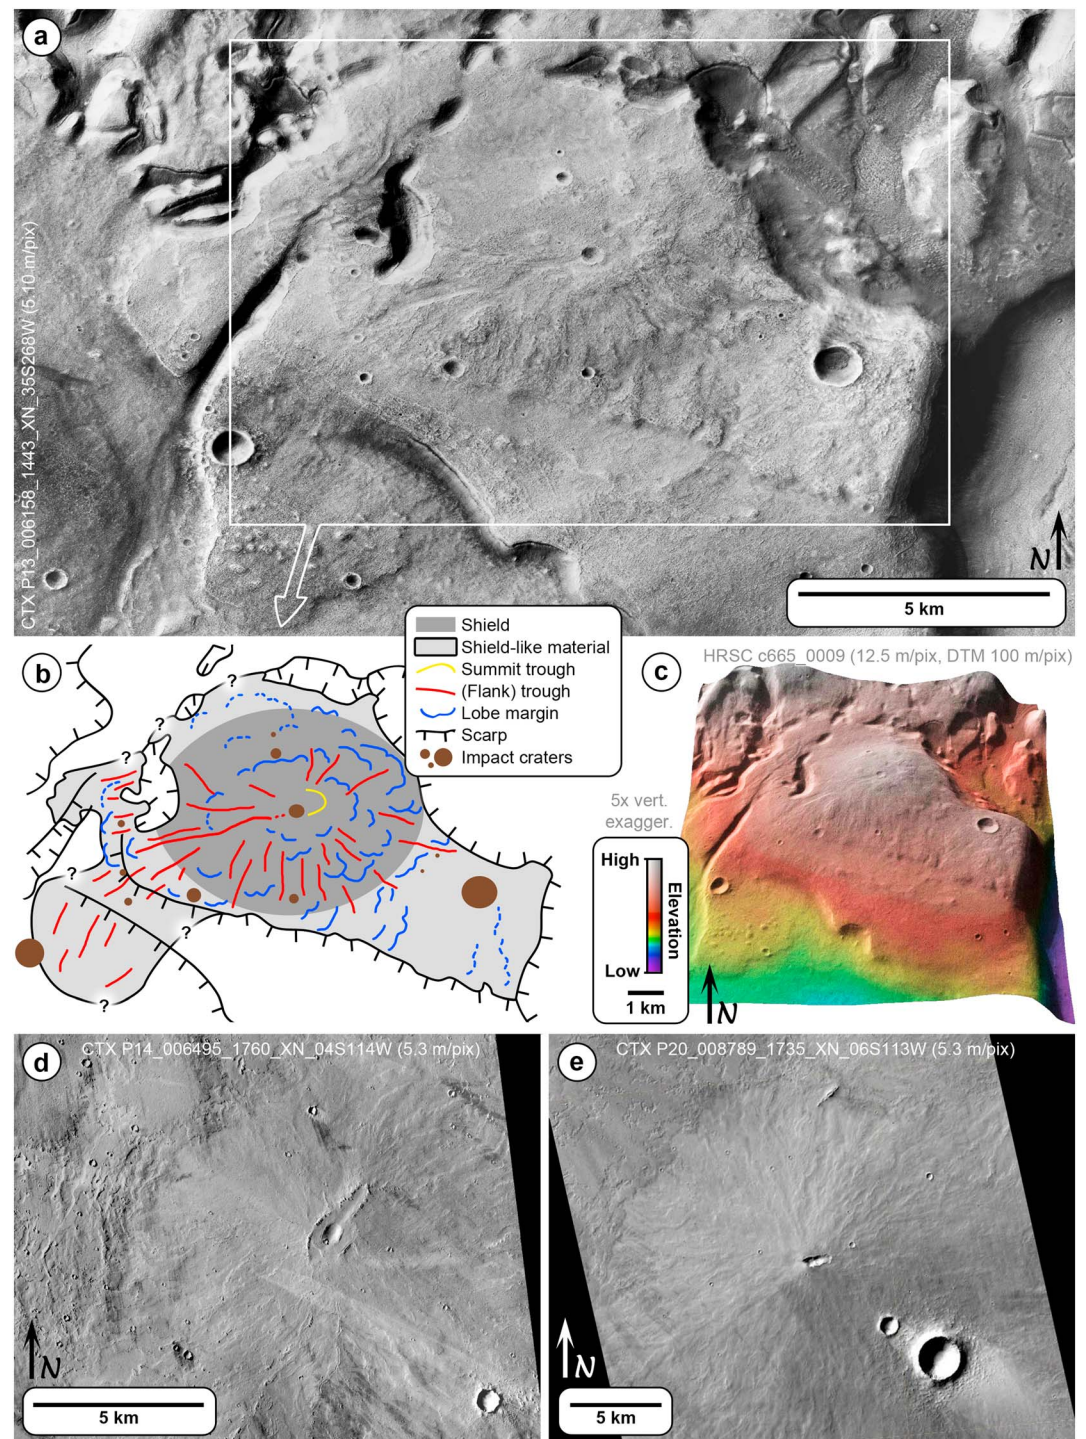 a
CTX P13_006158_1443_XN_35S268W (5.10 m/pix)
N
5 km
b
Shield
Shield-like material
Summit trough
(Flank) trough
Lobe margin
Scarp
Impact craters
?
?
?
?
?
?
c
HRSC c665_0009 (12.5 m/pix, DTM 100 m/pix)
5x vert.
exagger.
High
Elevation
Low
1 km
N
d
CTX P14_006495_1760_XN_04S114W (5.3 m/pix)
N
5 km
e
CTX P20_008789_1735_XN_06S113W (5.3 m/pix)
N
5 km